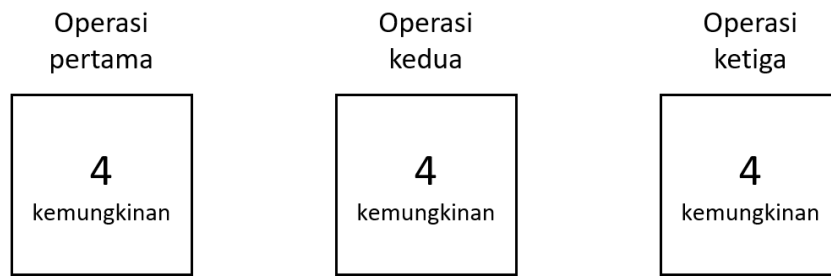 Operasi
pertama
Operasi
kedua
Operasi
ketiga
4
kemungkinan
4
kemungkinan
4
kemungkinan